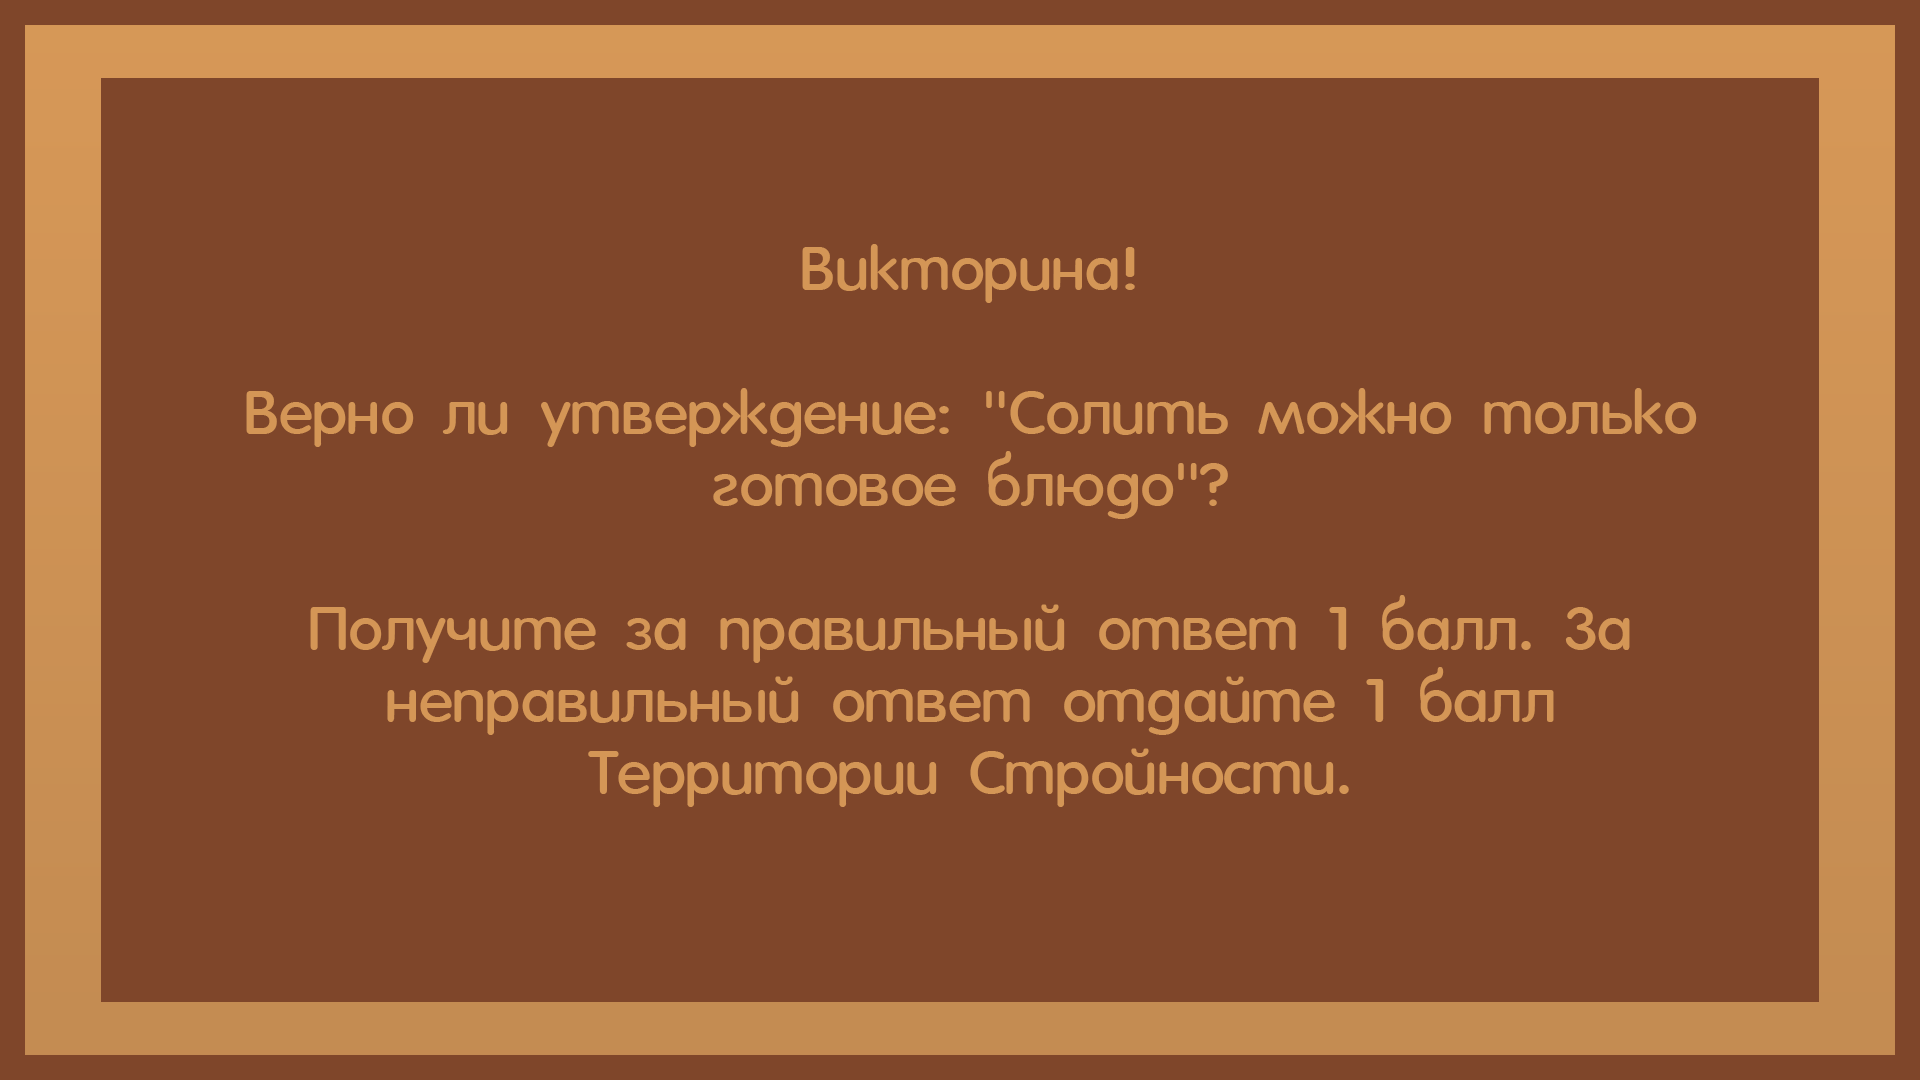 Викторина!
Верно ли утверждение: "Солить можно только
готовое блюдо"?
Получите за правильный ответ 1 балл. За
неправильный ответ отдайте 1 балл
Территории Стройности.